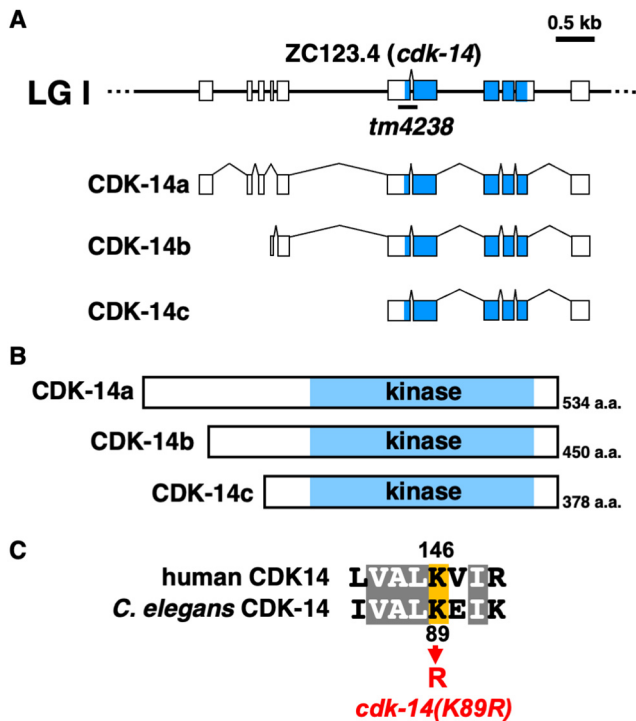 A
0.5 kb
ZC123.4 (cdk-14)
LG I
tm4238
CDK-14a
CDK-14b
CDK-14c
B
CDK-14a kinase 534 a.a.
CDK-14b kinase 450 a.a.
CDK-14c kinase 378 a.a.
C
146
human CDK14 LVALKVIR
C. elegans CDK-14 IVALKEIK
89
R
cdk-14(K89R)